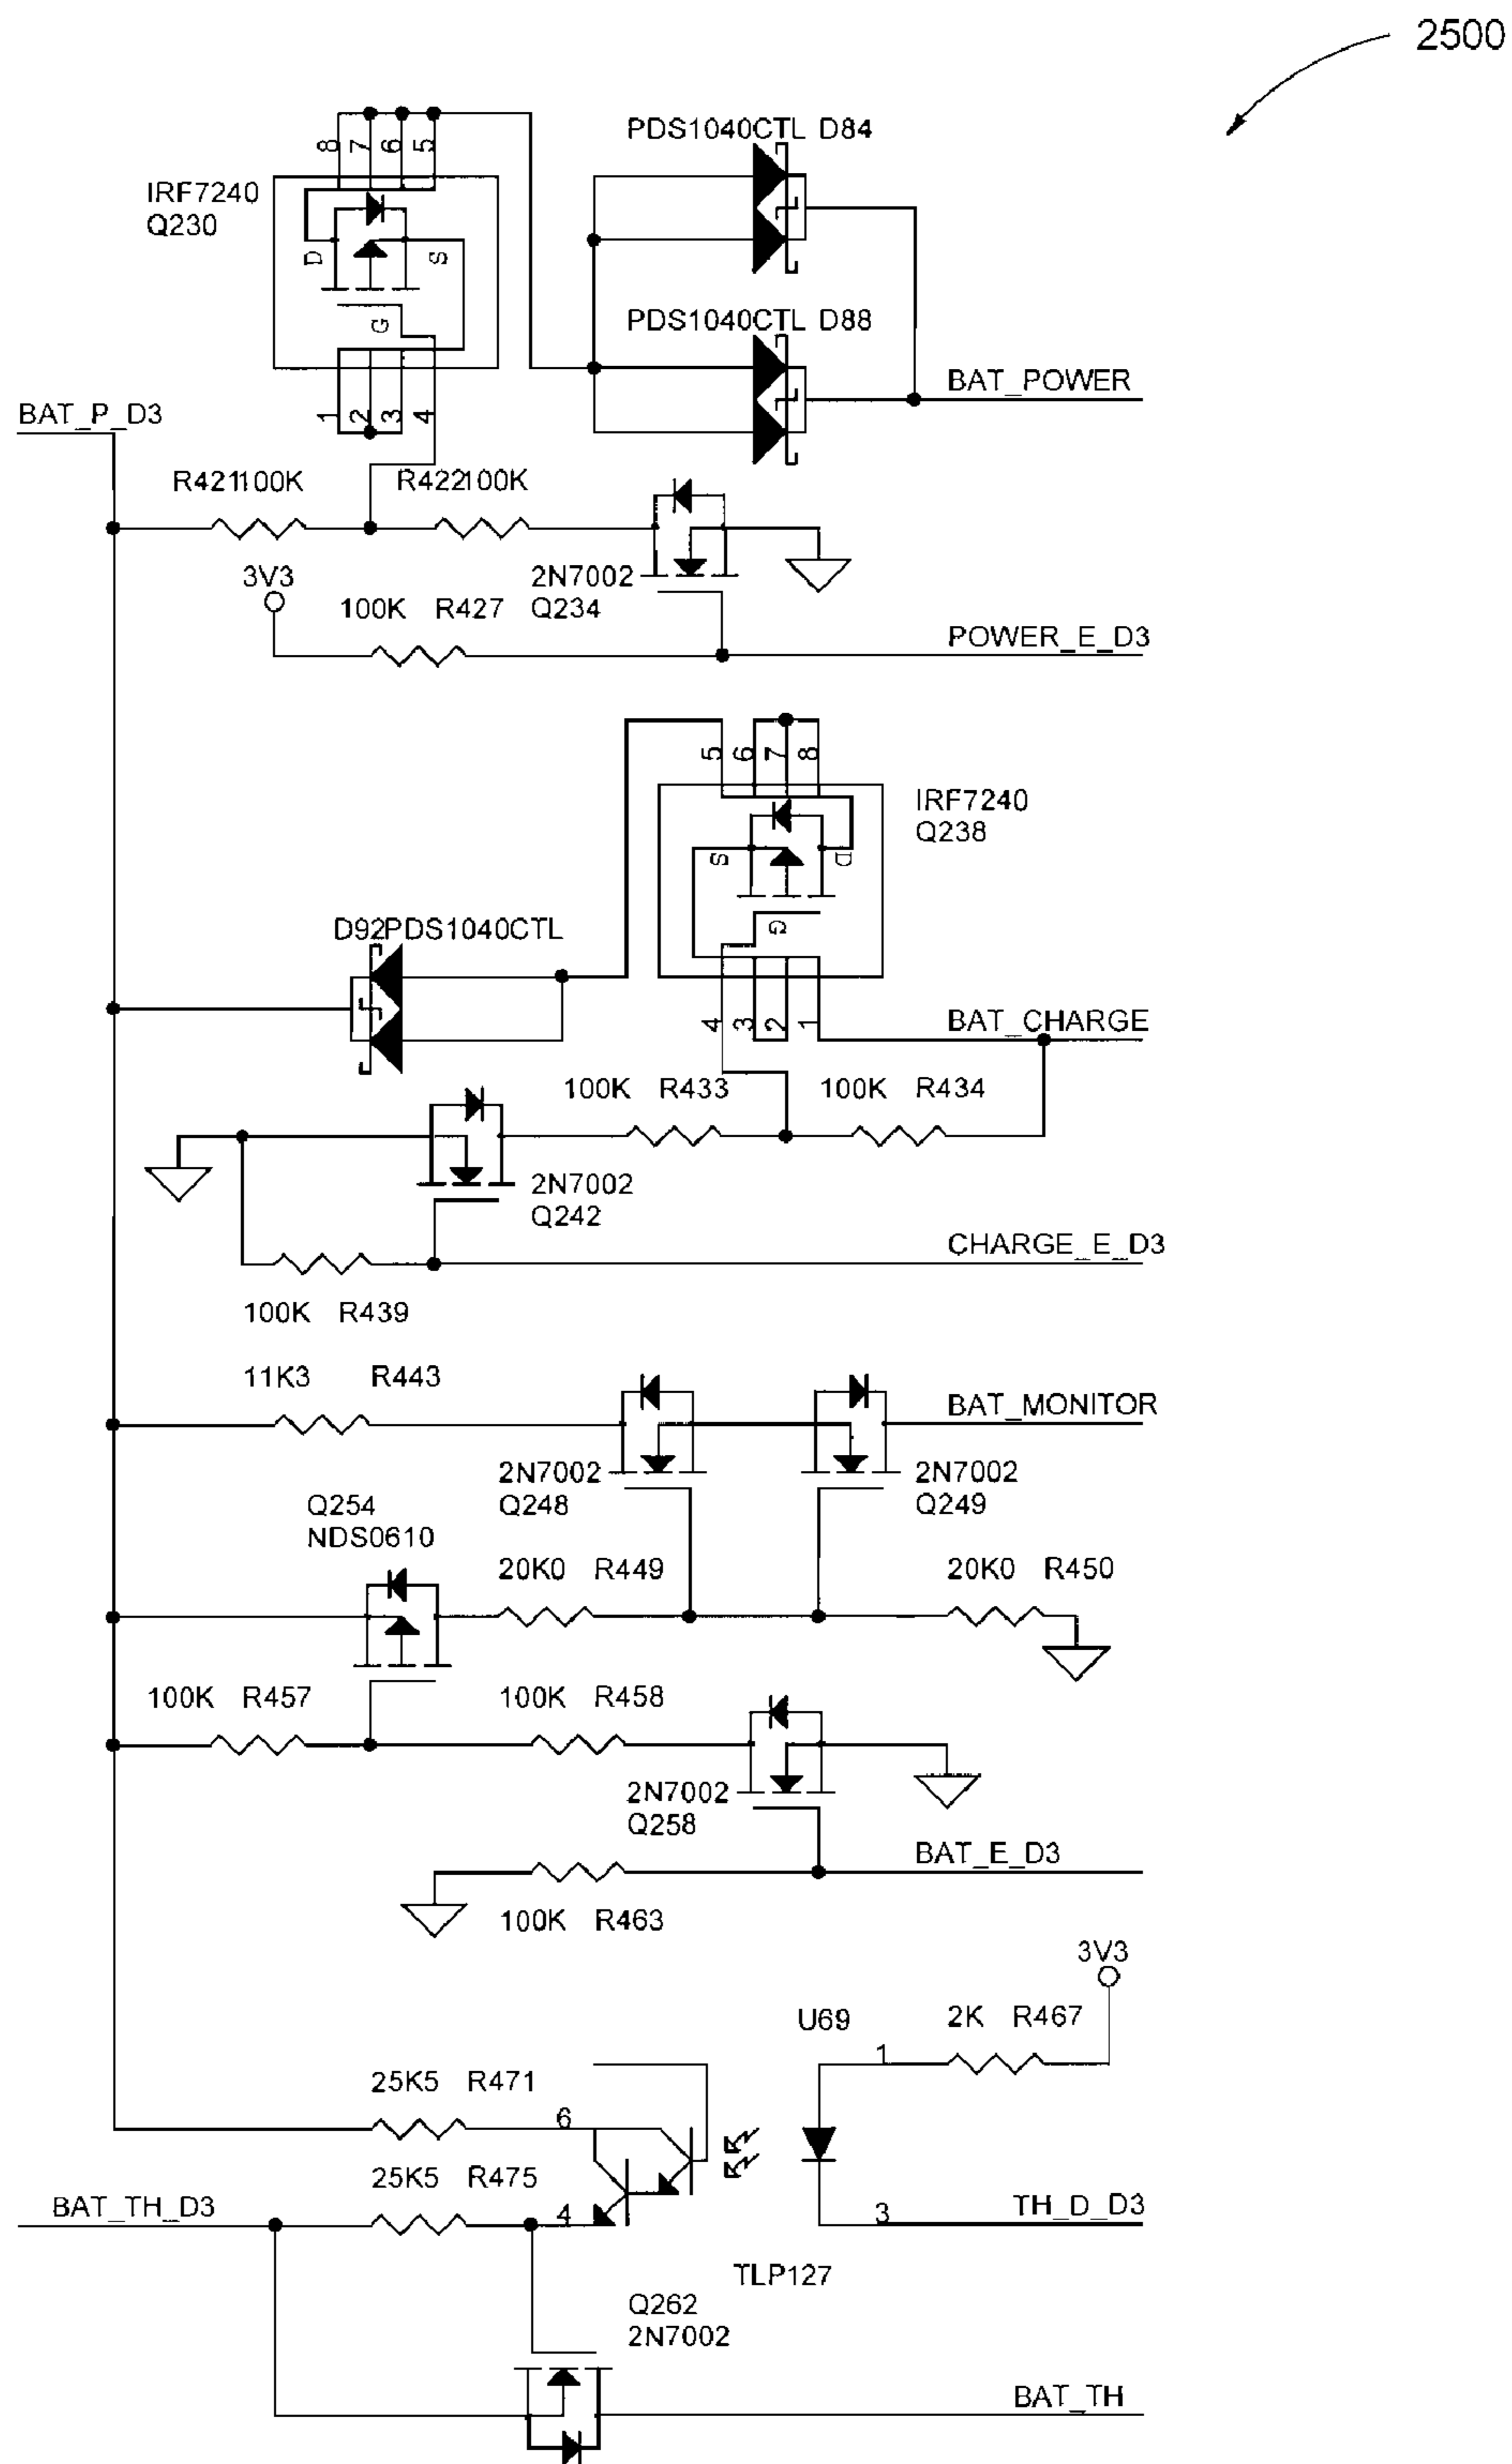 2500
PDS1040CTL D84
8 7 6 5
IRF7240
Q230
D S
G
PDS1040CTL D88
1 2 3 4
BAT_POWER
BAT_P_D3
R421100K R422100K
3V3
2N7002
Q234
100K R427
POWER_E_D3
5 6 7 8
IRF7240
Q238
S D
G
D92PDS1040CTL
4 3 2 1
BAT_CHARGE
100K R433 100K R434
2N7002
Q242
CHARGE_E_D3
100K R439
11K3 R443
BAT_MONITOR
2N7002
Q248
2N7002
Q249
Q254
NDS0610
20K0 R449 20K0 R450
100K R457 100K R458
2N7002
Q258
BAT_E_D3
100K R463
3V3
U69 2K R467
1
25K5 R471 6
25K5 R475 4
BAT_TH_D3
3 TH_D_D3
TLP127
Q262
2N7002
BAT_TH